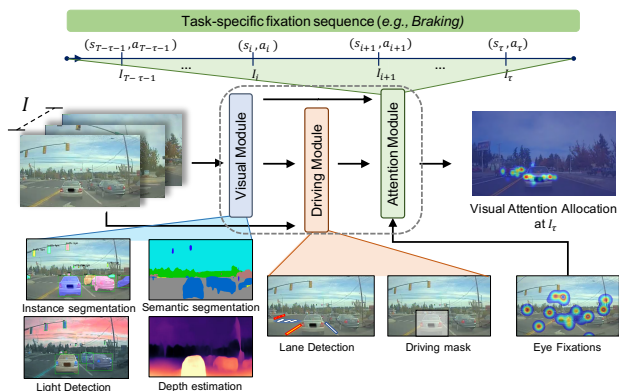 Task-specific fixation sequence (e.g., Braking)
(s_{T-τ-1}, a_{T-τ-1}) (s_i, a_i) (s_{i+1}, a_{i+1}) (s_τ, a_τ)
I_{T-τ-1} ... I_i I_{i+1} ... I_τ
I
Visual Module
Driving Module
Attention Module
Visual Attention Allocation
at I_τ
Instance segmentation
Semantic segmentation
Light Detection
Depth estimation
Lane Detection
Driving mask
Eye Fixations